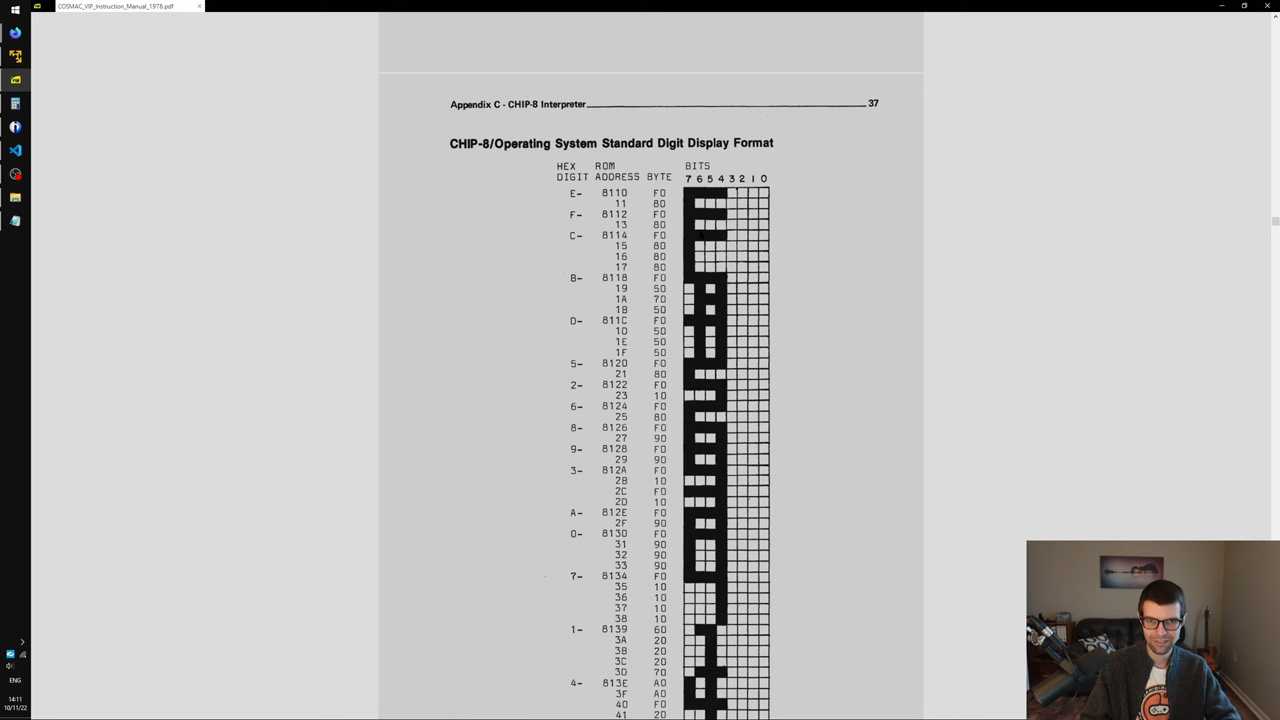 COSMAC_VIP_Instruction_Manual_1978.pdf
Appendix C - CHIP-8 Interpreter 37
CHIP-8/Operating System Standard Digit Display Format
HEX ROM BITS
DIGIT ADDRESS BYTE 7 6 5 4 3 2 1 0
E- 8110 F0
11 80
F- 8112 F0
13 80
C- 8114 F0
15 80
16 80
17 80
B- 8118 F0
19 50
1A 70
1B 50
D- 811C F0
1D 50
1E 50
1F 50
5- 8120 F0
21 80
2- 8122 F0
23 10
6- 8124 F0
25 80
8- 8126 F0
27 90
9- 8128 F0
29 90
3- 812A F0
2B 10
2C F0
2D 10
A- 812E F0
2F 90
0- 8130 F0
31 90
32 90
33 90
7- 8134 F0
35 10
36 10
37 10
38 10
1- 8139 60
3A 20
3B 20
3C 20
3D 70
4- 813E A0
3F A0
40 F0
41 20
ENG
14:11
10/11/22